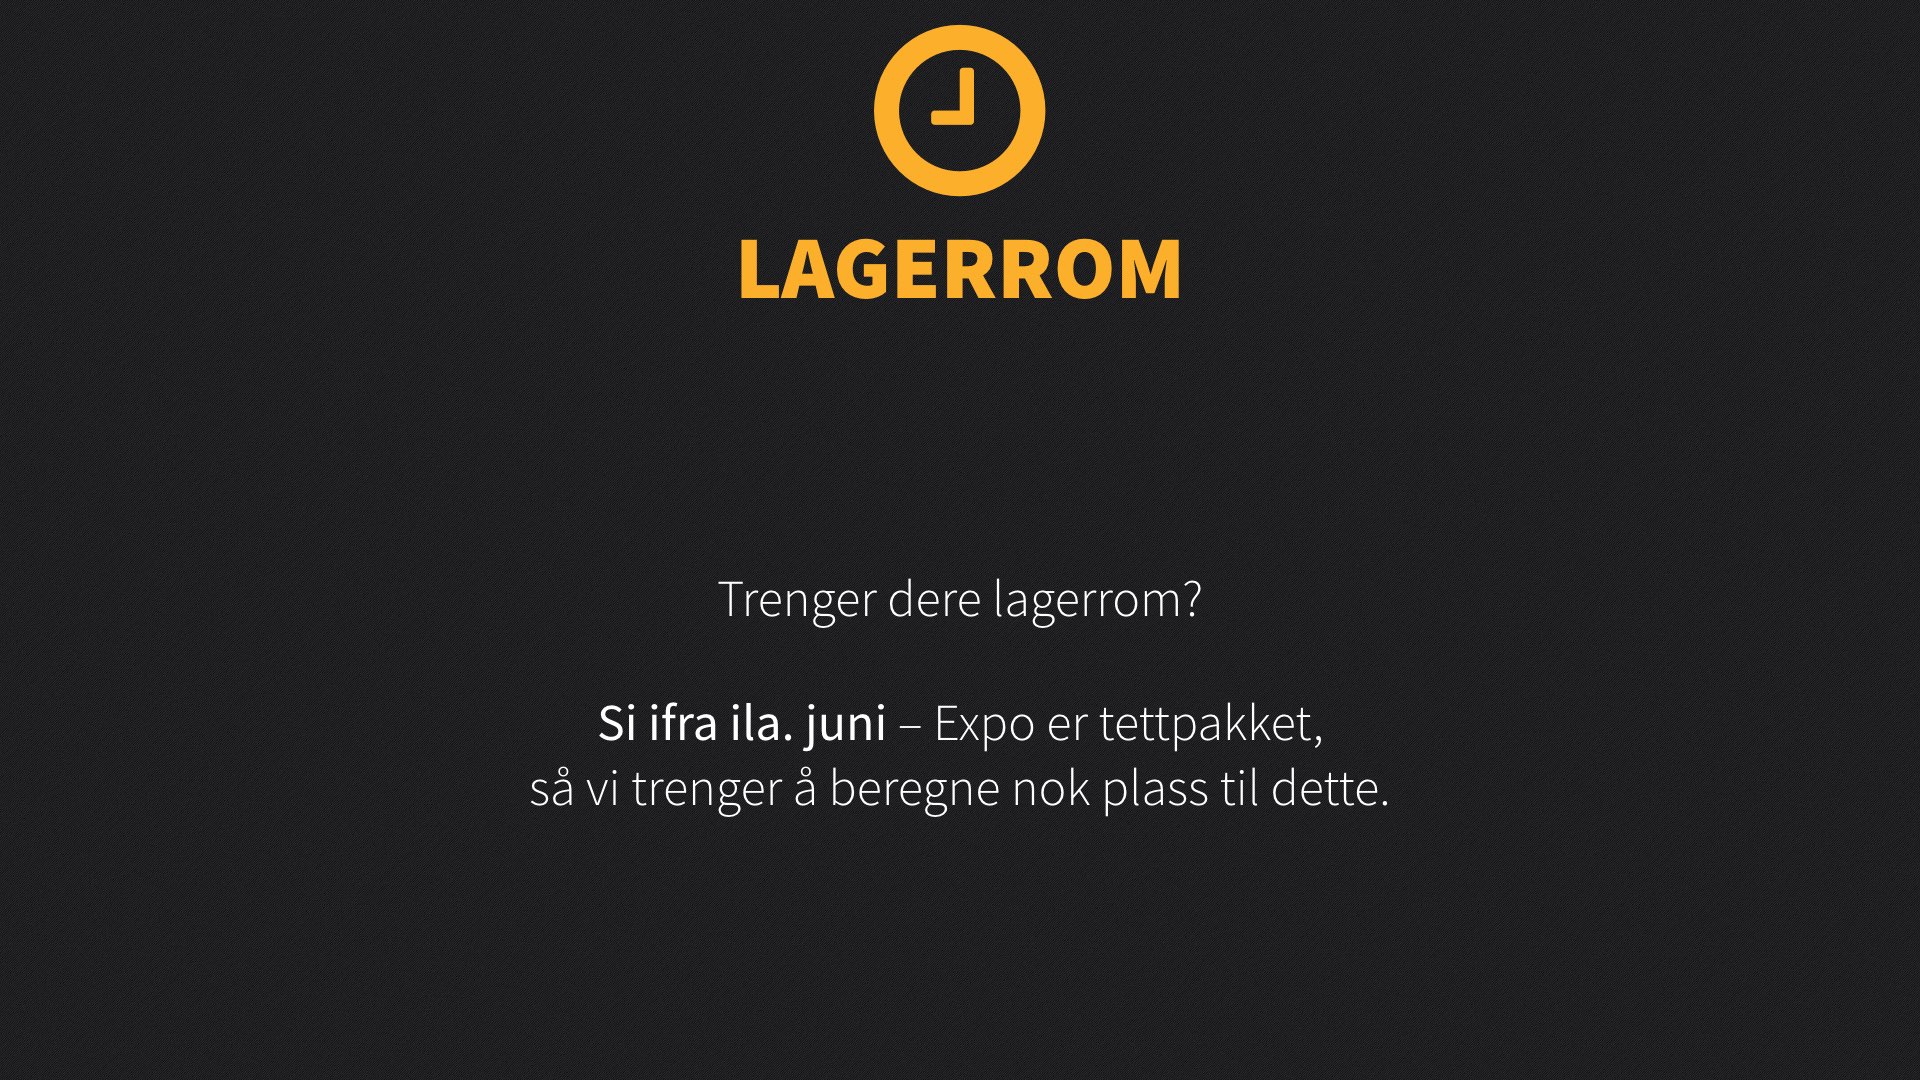 LAGERROM
Trenger dere lagerrom?
Si ifra ila. juni – Expo er tettpakket,
så vi trenger å beregne nok plass til dette.